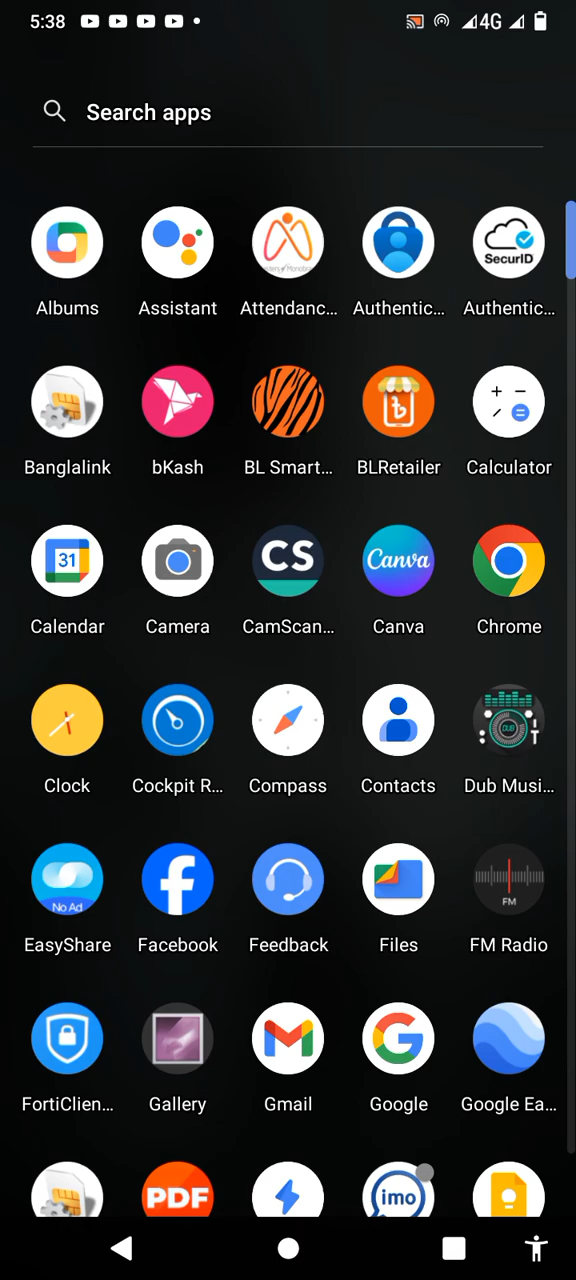 5:38 4G
Search apps
SecurID
Albums Assistant Attendanc... Authentic... Authentic...
Banglalink bKash BL Smart... BLRetailer Calculator
31 CS Canva
Calendar Camera CamScan... Canva Chrome
DUB
Clock Cockpit R... Compass Contacts Dub Musi...
No Ad FM
EasyShare Facebook Feedback Files FM Radio
FortiClien... Gallery Gmail Google Google Ea...
PDF imo